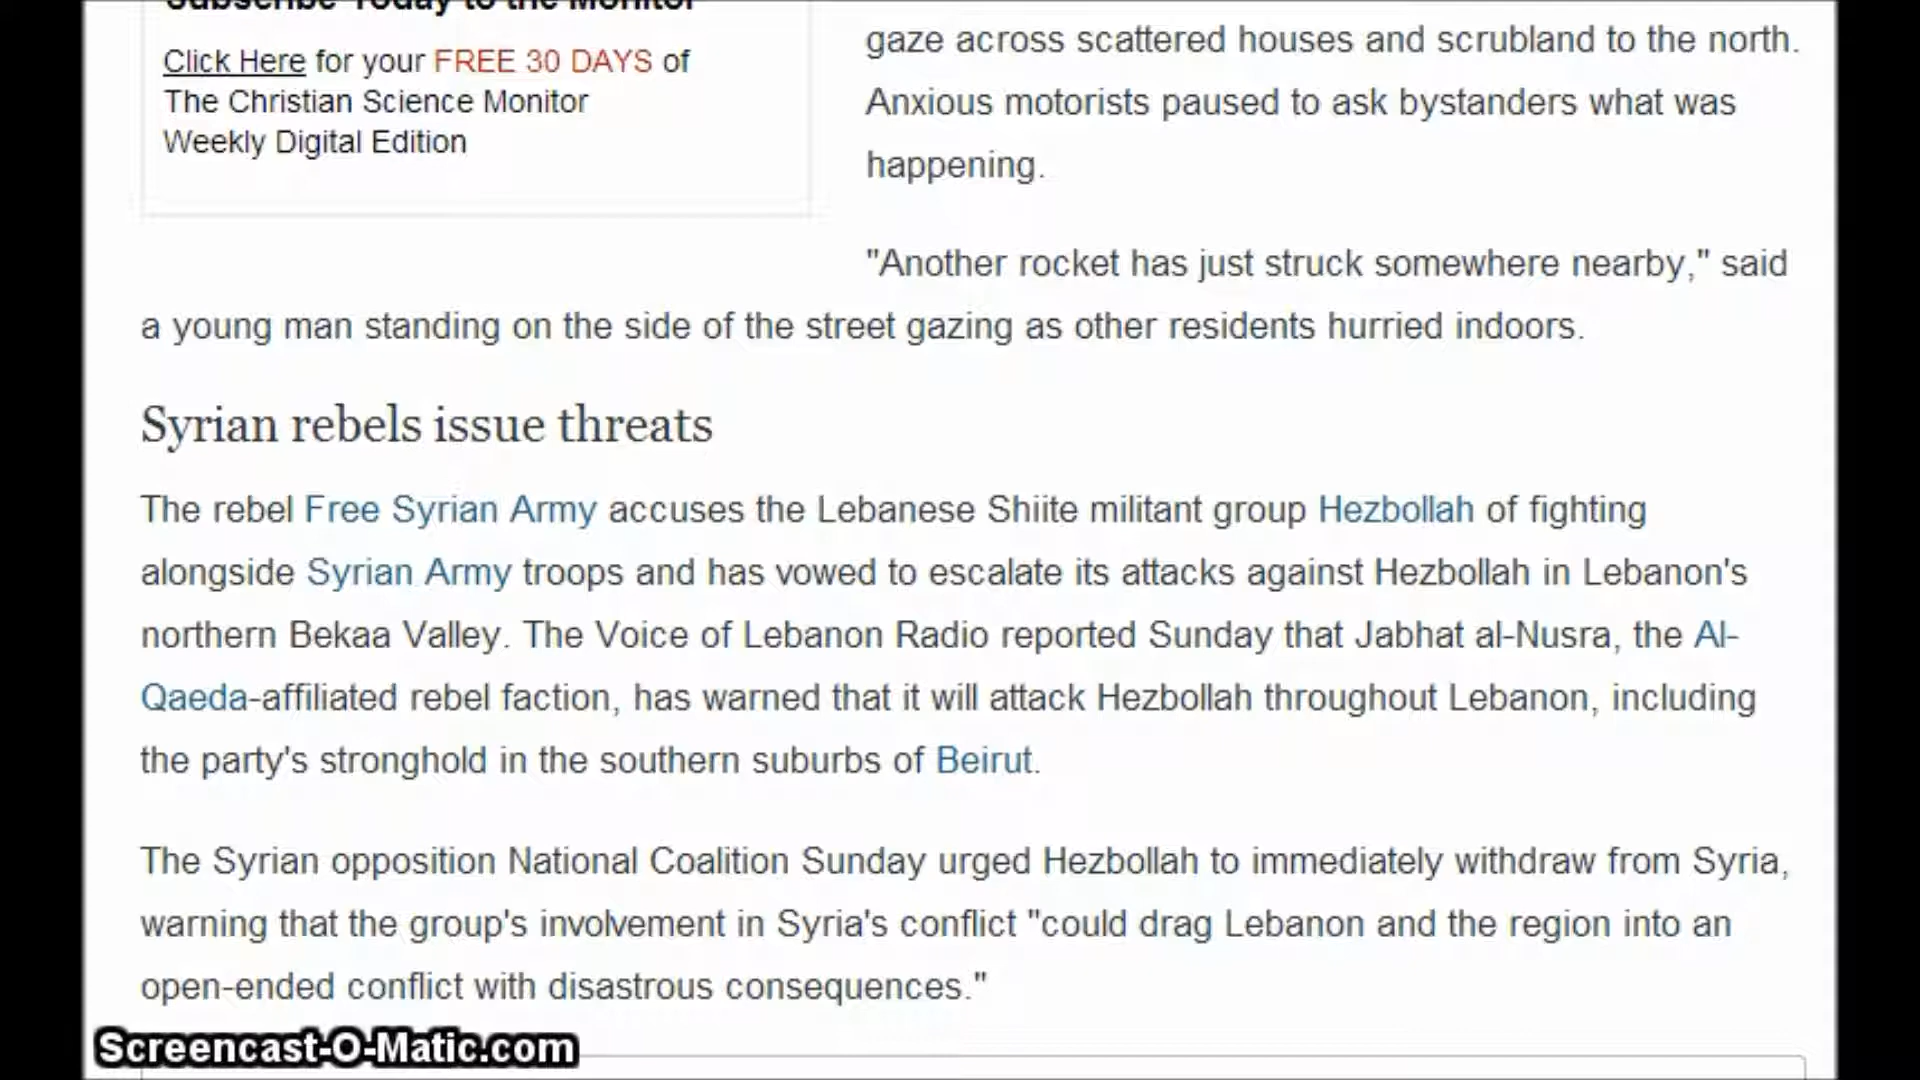 Subscribe Today to the Monitor
Click Here for your FREE 30 DAYS of
The Christian Science Monitor
Weekly Digital Edition
gaze across scattered houses and scrubland to the north.
Anxious motorists paused to ask bystanders what was
happening.
"Another rocket has just struck somewhere nearby," said
a young man standing on the side of the street gazing as other residents hurried indoors.
Syrian rebels issue threats
The rebel Free Syrian Army accuses the Lebanese Shiite militant group Hezbollah of fighting
alongside Syrian Army troops and has vowed to escalate its attacks against Hezbollah in Lebanon's
northern Bekaa Valley. The Voice of Lebanon Radio reported Sunday that Jabhat al-Nusra, the Al-
Qaeda-affiliated rebel faction, has warned that it will attack Hezbollah throughout Lebanon, including
the party's stronghold in the southern suburbs of Beirut.
The Syrian opposition National Coalition Sunday urged Hezbollah to immediately withdraw from Syria,
warning that the group's involvement in Syria's conflict "could drag Lebanon and the region into an
open-ended conflict with disastrous consequences."
Screencast-O-Matic.com